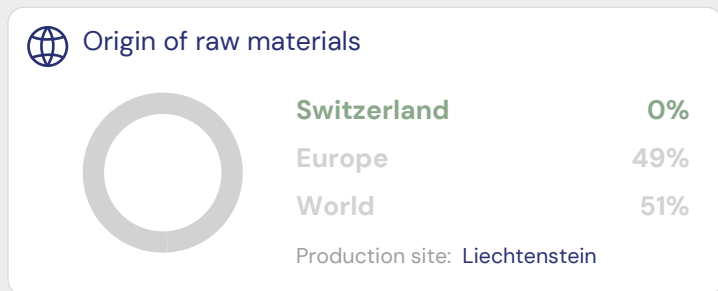 Origin of raw materials
Switzerland 0%
Europe 49%
World 51%
Production site: Liechtenstein